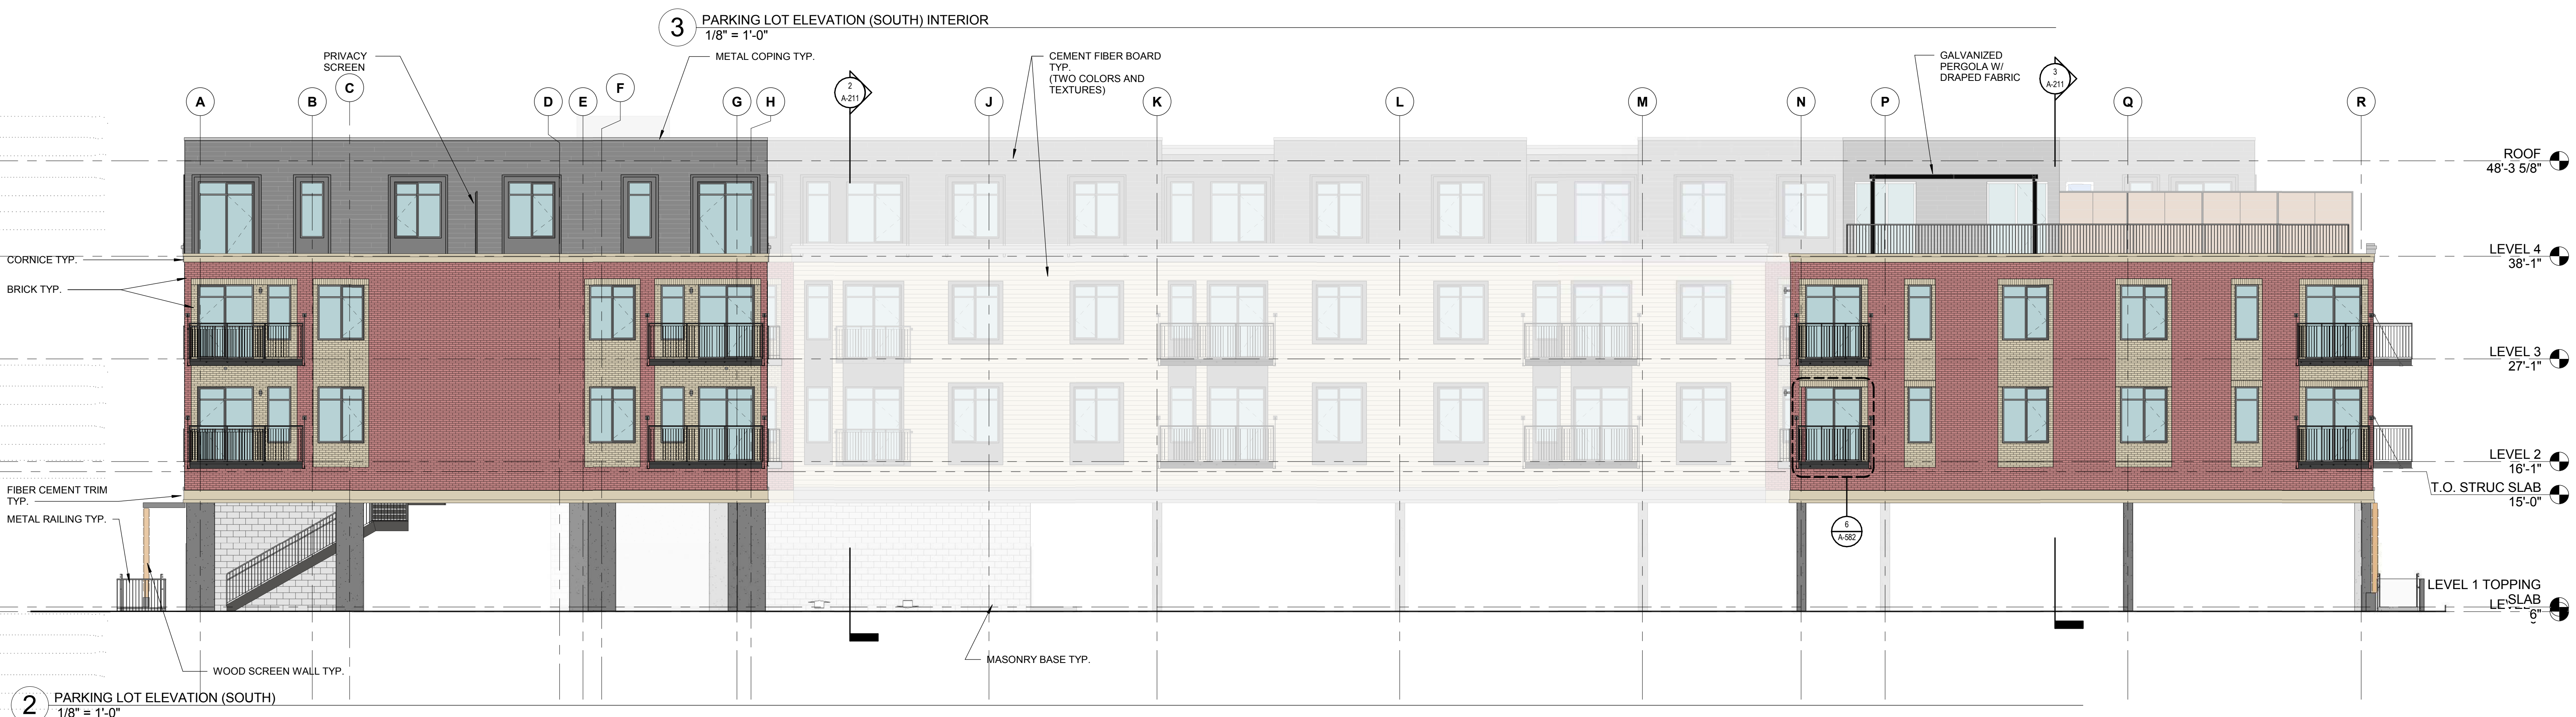 3
PARKING LOT ELEVATION (SOUTH) INTERIOR
1/8" = 1'-0"
PRIVACY
SCREEN
METAL COPING TYP.
CEMENT FIBER BOARD
TYP.
(TWO COLORS AND
TEXTURES)
GALVANIZED
PERGOLA W/
DRAPED FABRIC
2
A-211
3
A-211
A
B
C
D
E
F
G
H
J
K
L
M
N
P
Q
R
ROOF
48'-3 5/8"
CORNICE TYP.
LEVEL 4
38'-1"
BRICK TYP.
LEVEL 3
27'-1"
LEVEL 2
16'-1"
FIBER CEMENT TRIM
TYP.
T.O. STRUC SLAB
15'-0"
METAL RAILING TYP.
6
A-582
LEVEL 1 TOPPING
SLAB
6"
MASONRY BASE TYP.
WOOD SCREEN WALL TYP.
2
PARKING LOT ELEVATION (SOUTH)
1/8" = 1'-0"